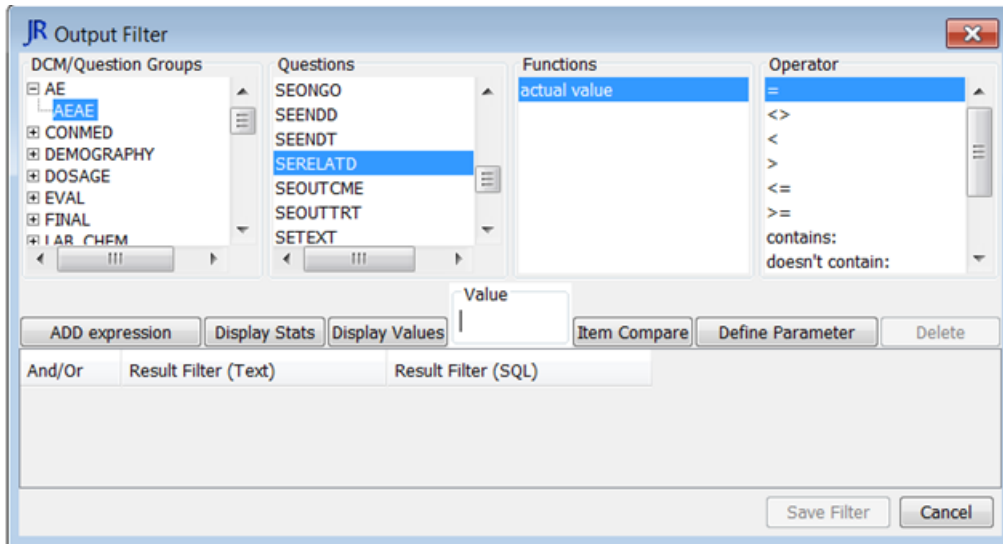 JR Output Filter
DCM/Question Groups
AE
AEAE
CONMED
DEMOGRAPHY
DOSAGE
EVAL
FINAL
LAB_CHEM
Questions
SEONGO
SEENDD
SEENDT
SERELATD
SEOUTCME
SEOUTTRT
SETEXT
Functions
actual value
Operator
=
<>
<
>
<=
>=
contains:
doesn't contain:
Value
ADD expression Display Stats Display Values Item Compare Define Parameter Delete
And/Or Result Filter (Text) Result Filter (SQL)
Save Filter Cancel